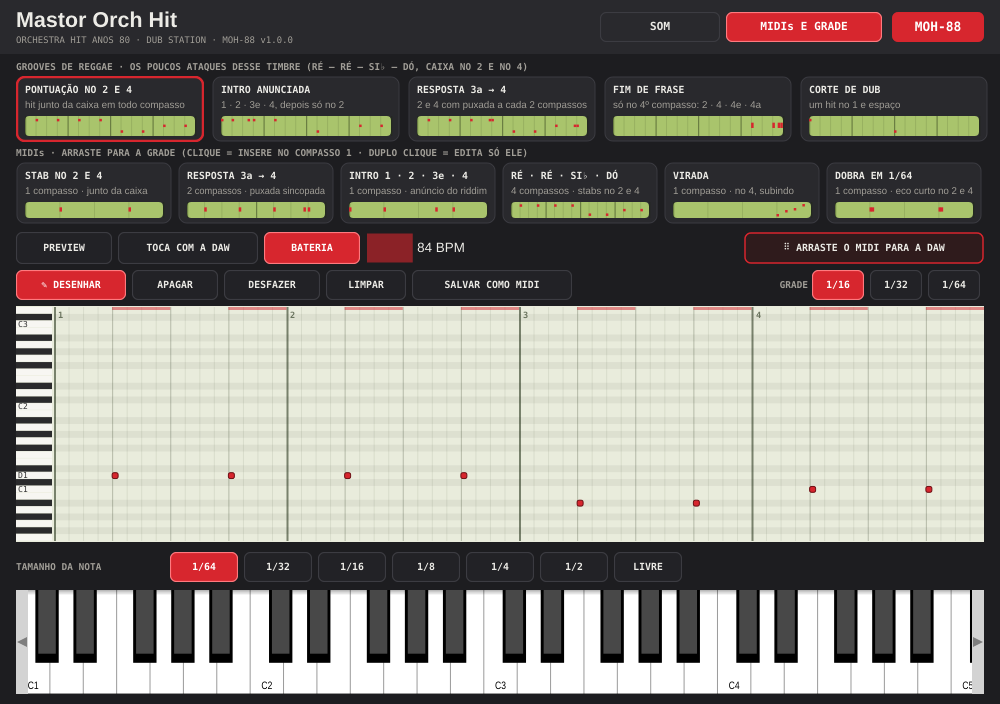 Mastor Orch Hit
ORCHESTRA HIT ANOS 80 · DUB STATION · MOH-88 v1.0.0
SOM
MIDIs E GRADE
MOH-88
GROOVES DE REGGAE · OS POUCOS ATAQUES DESSE TIMBRE (RÉ — RÉ — SI♭ — DÓ, CAIXA NO 2 E NO 4)
PONTUAÇÃO NO 2 E 4
hit junto da caixa em todo compasso
INTRO ANUNCIADA
1 · 2 · 3e · 4, depois só no 2
RESPOSTA 3a → 4
2 e 4 com puxada a cada 2 compassos
FIM DE FRASE
só no 4º compasso: 2 · 4 · 4e · 4a
CORTE DE DUB
um hit no 1 e espaço
MIDIs · ARRASTE PARA A GRADE (CLIQUE = INSERE NO COMPASSO 1 · DUPLO CLIQUE = EDITA SÓ ELE)
STAB NO 2 E 4
1 compasso · junto da caixa
RESPOSTA 3a → 4
2 compassos · puxada sincopada
INTRO 1 · 2 · 3e · 4
1 compasso · anúncio do riddim
RÉ · RÉ · SI♭ · DÓ
4 compassos · stabs no 2 e 4
VIRADA
1 compasso · no 4, subindo
DOBRA EM 1/64
1 compasso · eco curto no 2 e 4
PREVIEW
TOCA COM A DAW
BATERIA
84 BPM
⠿ ARRASTE O MIDI PARA A DAW
✎ DESENHAR
APAGAR
DESFAZER
LIMPAR
SALVAR COMO MIDI
GRADE
1/16
1/32
1/64
1
2
3
4
C3
C2
D1
C1
TAMANHO DA NOTA
1/64
1/32
1/16
1/8
1/4
1/2
LIVRE
C1
C2
C3
C4
C5